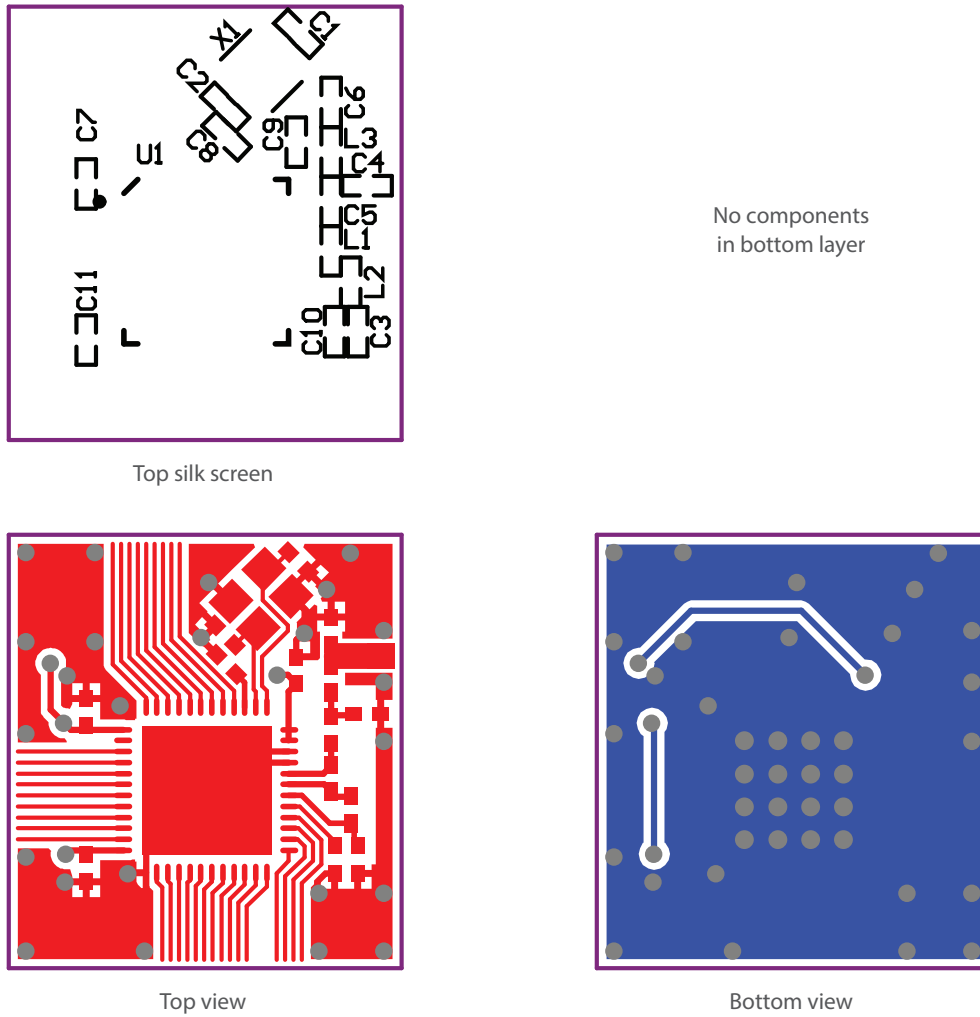 X1
C1
C2
C6
C7
C8
C9
L3
U1
C4
C5
L1
L2
C11
C10
C3
No components
in bottom layer
Top silk screen
Top view
Bottom view